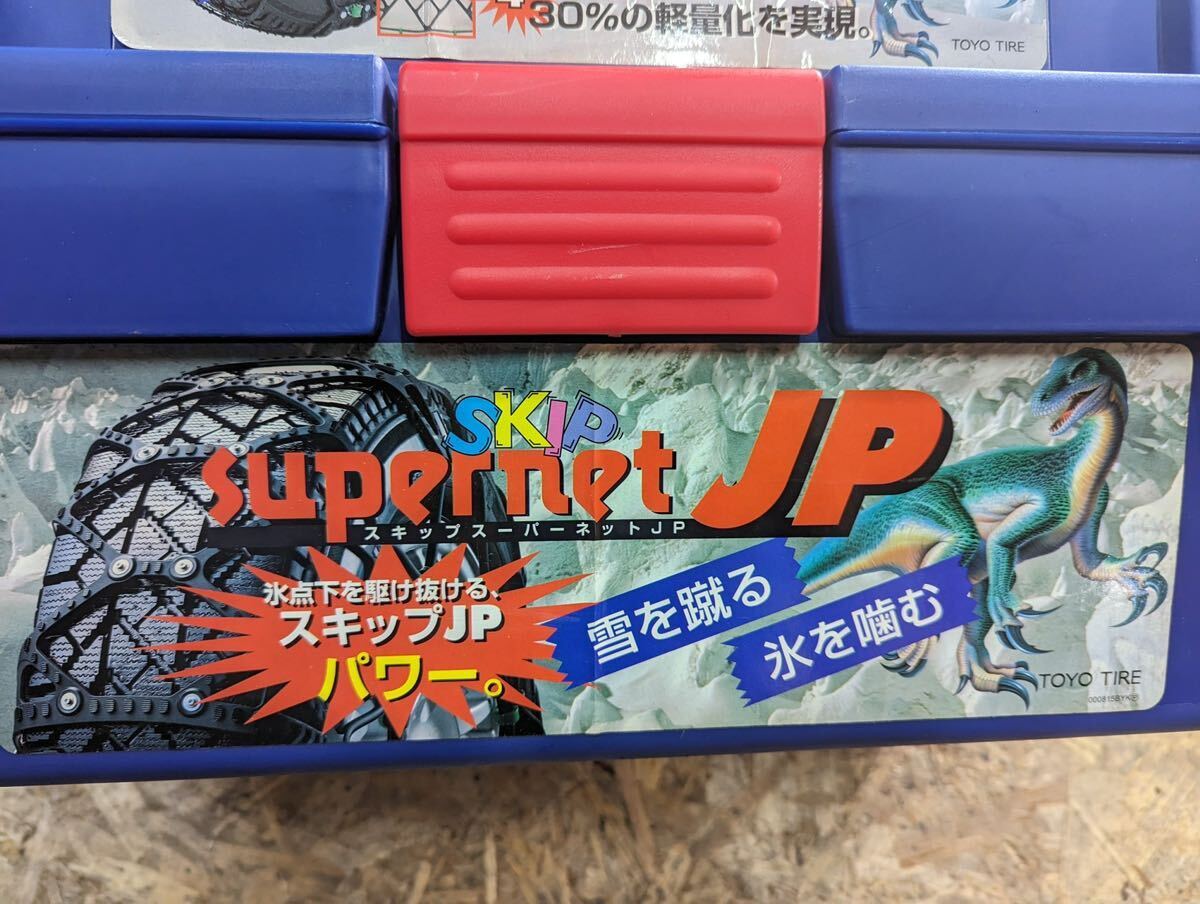 30%の軽量化を実現。
TOYO TIRE
SKIP
supernet JP
スキップスーパーネットJP
氷点下を駆け抜ける、
スキップJP
パワー。
雪を蹴る
氷を噛む
TOYO TIRE